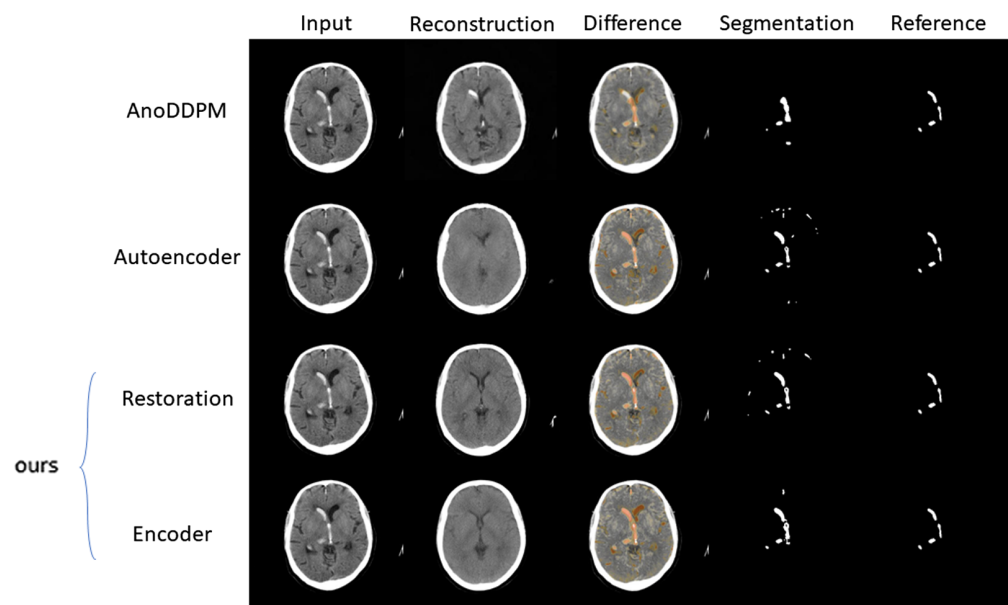 Input Reconstruction Difference Segmentation Reference
AnoDDPM
Autoencoder
Restoration
ours
Encoder